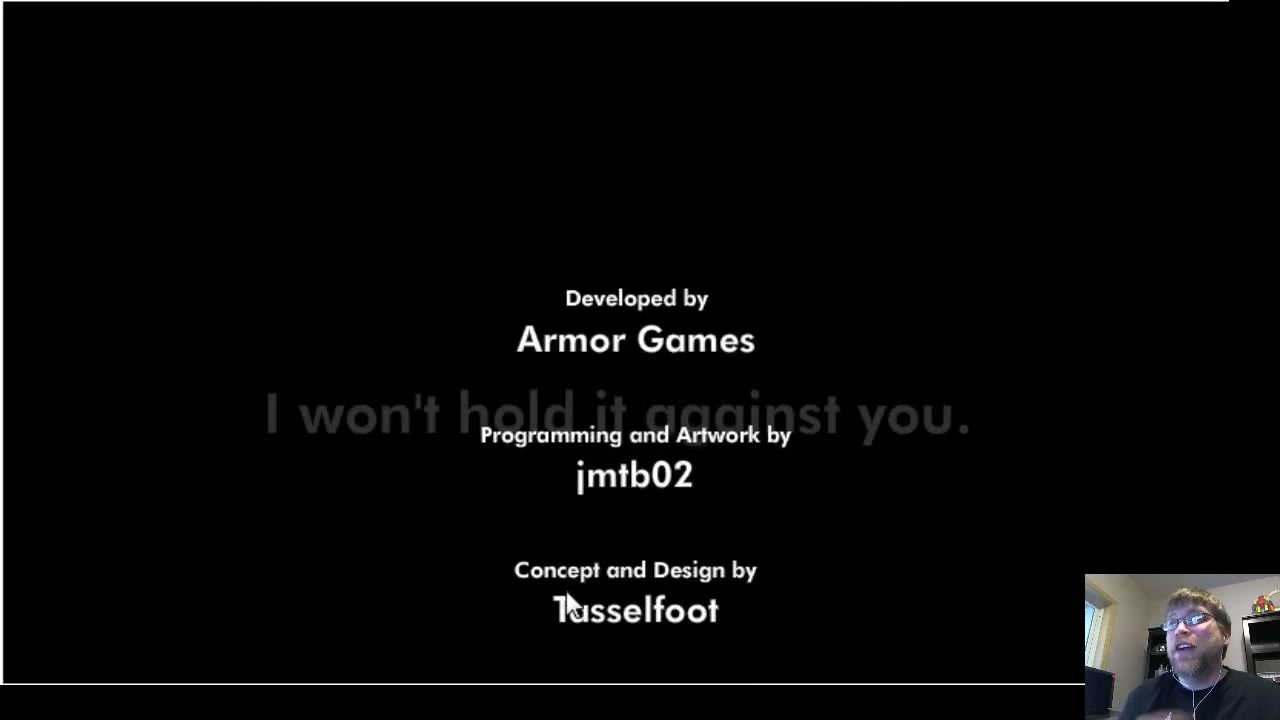 Developed by
Armor Games
I won't hold it against you.
Programming and Artwork by
jmtb02
Concept and Design by
Tasselfoot